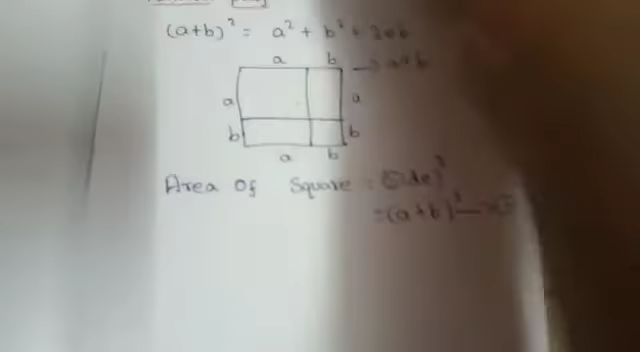 (a+b)² = a² + b² + 2ab
a b
→ a+b
a a
b b
a b
Area Of Square = (Side)²
= (a+b)² —